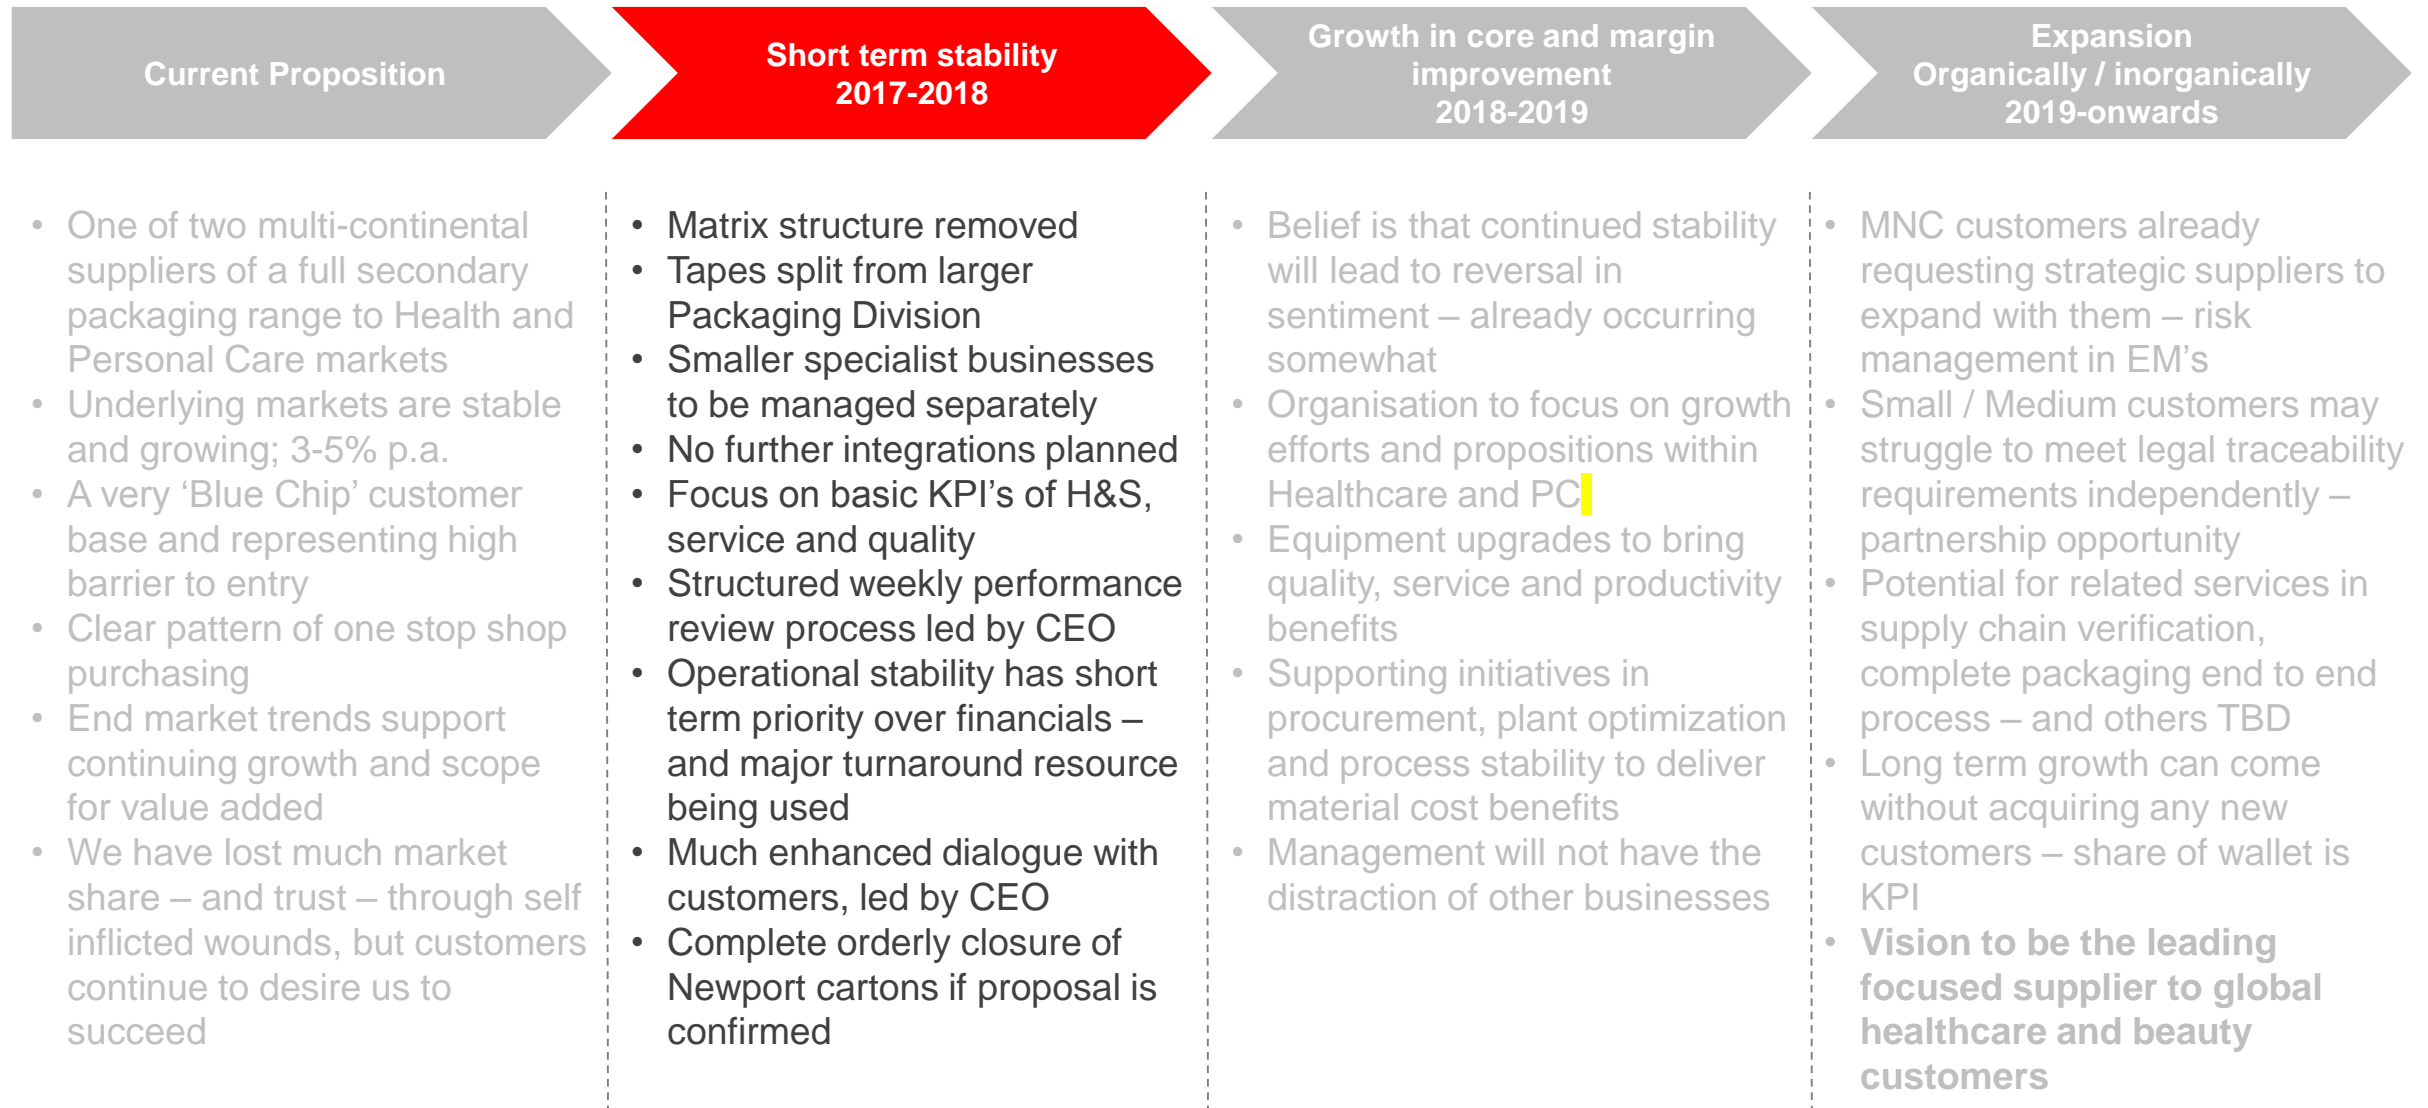 Current Proposition
Short term stability
2017-2018
Growth in core and margin
improvement
2018-2019
Expansion
Organically / inorganically
2019-onwards
• One of two multi-continental
suppliers of a full secondary
packaging range to Health and
Personal Care markets
• Underlying markets are stable
and growing; 3-5% p.a.
• A very ‘Blue Chip’ customer
base and representing high
barrier to entry
• Clear pattern of one stop shop
purchasing
• End market trends support
continuing growth and scope
for value added
• We have lost much market
share – and trust – through self
inflicted wounds, but customers
continue to desire us to
succeed
• Matrix structure removed
• Tapes split from larger
Packaging Division
• Smaller specialist businesses
to be managed separately
• No further integrations planned
• Focus on basic KPI’s of H&S,
service and quality
• Structured weekly performance
review process led by CEO
• Operational stability has short
term priority over financials –
and major turnaround resource
being used
• Much enhanced dialogue with
customers, led by CEO
• Complete orderly closure of
Newport cartons if proposal is
confirmed
• Belief is that continued stability
will lead to reversal in
sentiment – already occurring
somewhat
• Organisation to focus on growth
efforts and propositions within
Healthcare and PC
• Equipment upgrades to bring
quality, service and productivity
benefits
• Supporting initiatives in
procurement, plant optimization
and process stability to deliver
material cost benefits
• Management will not have the
distraction of other businesses
• MNC customers already
requesting strategic suppliers to
expand with them – risk
management in EM’s
• Small / Medium customers may
struggle to meet legal traceability
requirements independently –
partnership opportunity
• Potential for related services in
supply chain verification,
complete packaging end to end
process – and others TBD
• Long term growth can come
without acquiring any new
customers – share of wallet is
KPI
• Vision to be the leading
focused supplier to global
healthcare and beauty
customers